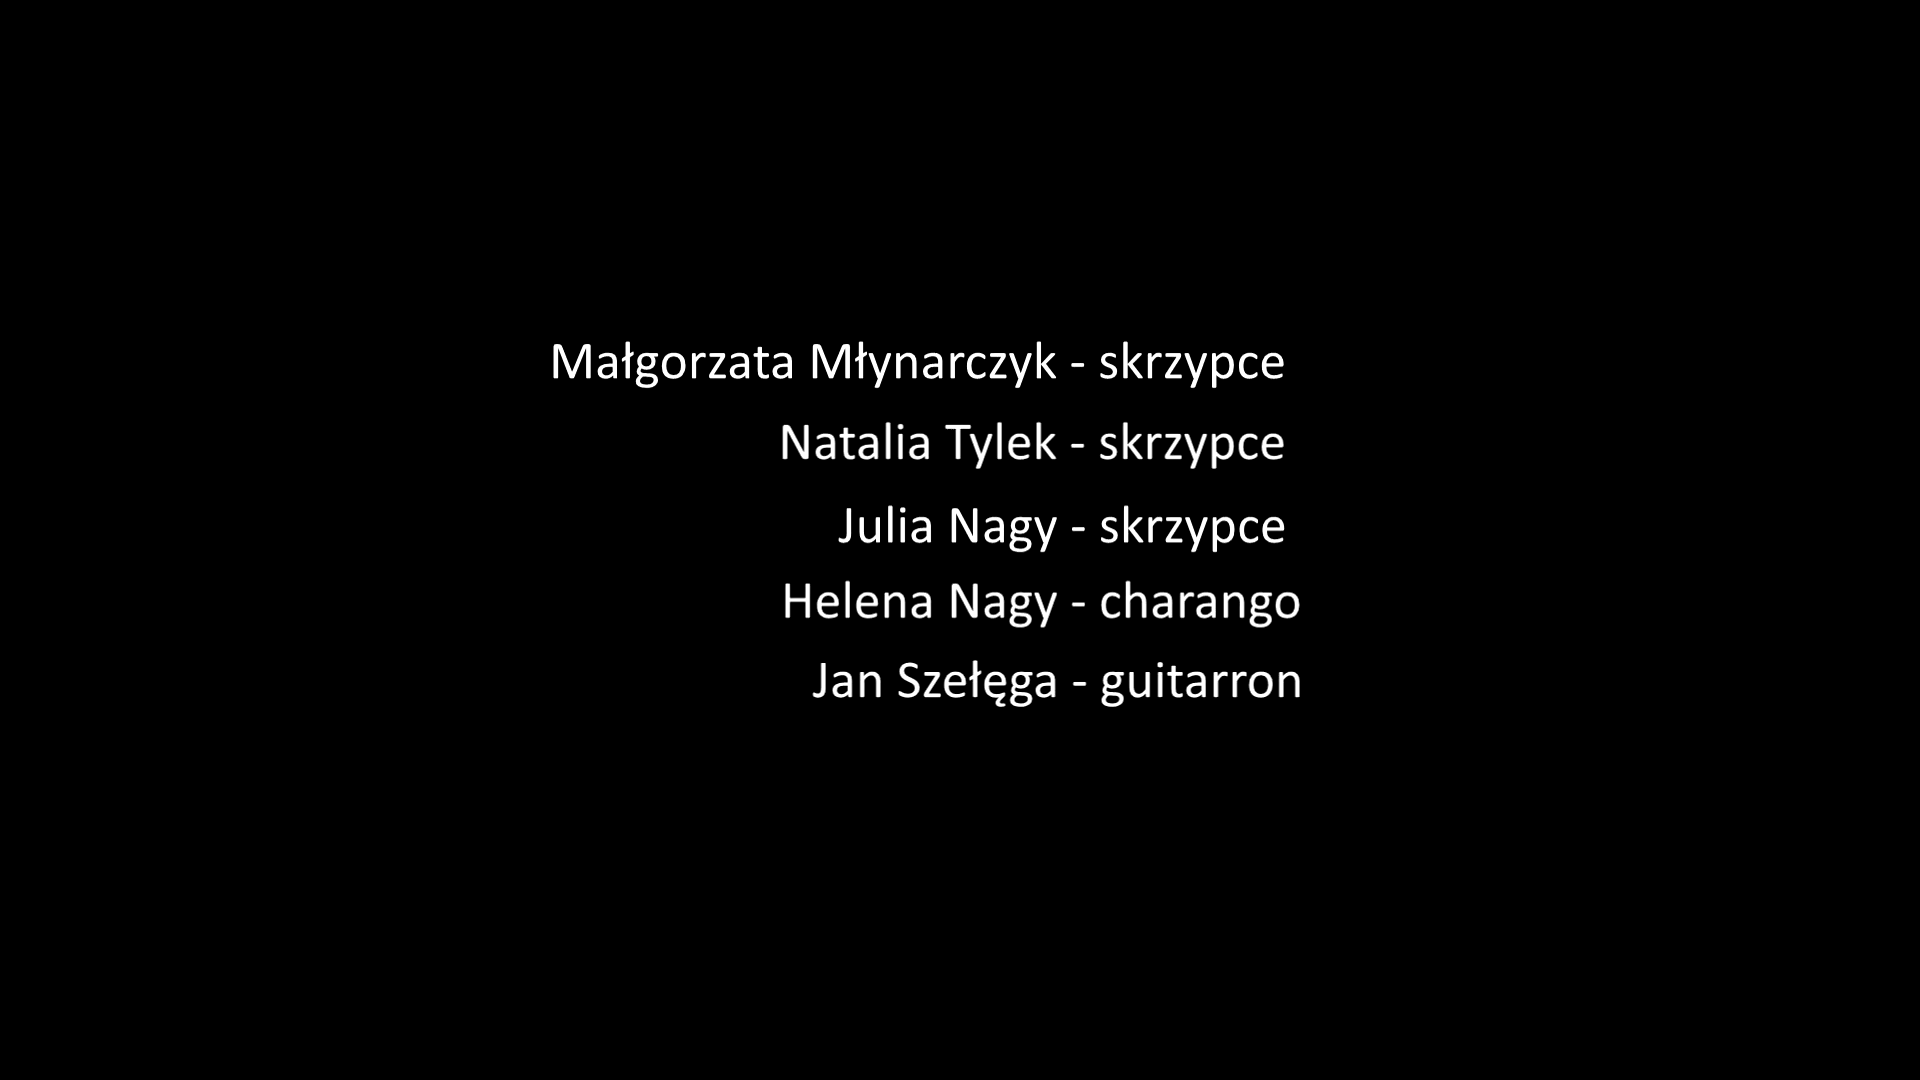 Małgorzata Młynarczyk - skrzypce
Natalia Tylek - skrzypce
Julia Nagy - skrzypce
Helena Nagy - charango
Jan Szełęga - guitarron